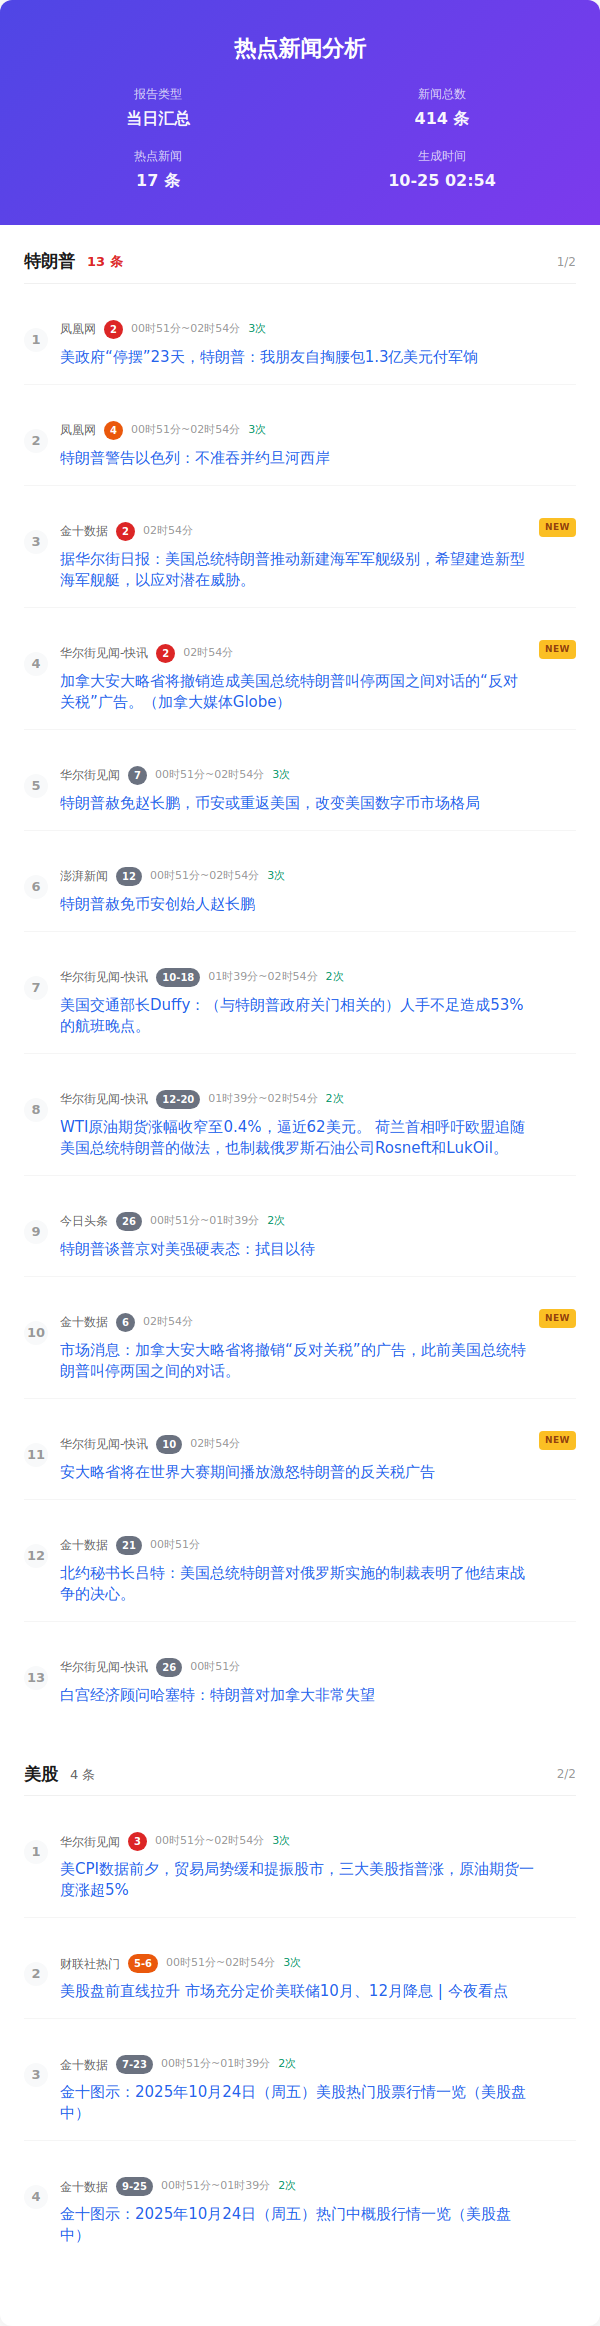 热点新闻分析
报告类型
当日汇总
新闻总数
414 条
热点新闻
17 条
生成时间
10-25 02:54
特朗普 13 条 1/2
1
凤凰网 2 00时51分~02时54分 3次
美政府“停摆”23天，特朗普：我朋友自掏腰包1.3亿美元付军饷
2
凤凰网 4 00时51分~02时54分 3次
特朗普警告以色列：不准吞并约旦河西岸
3
金十数据 2 02时54分 NEW
据华尔街日报：美国总统特朗普推动新建海军军舰级别，希望建造新型
海军舰艇，以应对潜在威胁。
4
华尔街见闻-快讯 2 02时54分 NEW
加拿大安大略省将撤销造成美国总统特朗普叫停两国之间对话的“反对
关税”广告。（加拿大媒体Globe）
5
华尔街见闻 7 00时51分~02时54分 3次
特朗普赦免赵长鹏，币安或重返美国，改变美国数字币市场格局
6
澎湃新闻 12 00时51分~02时54分 3次
特朗普赦免币安创始人赵长鹏
7
华尔街见闻-快讯 10-18 01时39分~02时54分 2次
美国交通部长Duffy：（与特朗普政府关门相关的）人手不足造成53%
的航班晚点。
8
华尔街见闻-快讯 12-20 01时39分~02时54分 2次
WTI原油期货涨幅收窄至0.4%，逼近62美元。 荷兰首相呼吁欧盟追随
美国总统特朗普的做法，也制裁俄罗斯石油公司Rosneft和LukOil。
9
今日头条 26 00时51分~01时39分 2次
特朗普谈普京对美强硬表态：拭目以待
10
金十数据 6 02时54分 NEW
市场消息：加拿大安大略省将撤销“反对关税”的广告，此前美国总统特
朗普叫停两国之间的对话。
11
华尔街见闻-快讯 10 02时54分 NEW
安大略省将在世界大赛期间播放激怒特朗普的反关税广告
12
金十数据 21 00时51分
北约秘书长吕特：美国总统特朗普对俄罗斯实施的制裁表明了他结束战
争的决心。
13
华尔街见闻-快讯 26 00时51分
白宫经济顾问哈塞特：特朗普对加拿大非常失望
美股 4 条 2/2
1
华尔街见闻 3 00时51分~02时54分 3次
美CPI数据前夕，贸易局势缓和提振股市，三大美股指普涨，原油期货一
度涨超5%
2
财联社热门 5-6 00时51分~02时54分 3次
美股盘前直线拉升 市场充分定价美联储10月、12月降息 | 今夜看点
3
金十数据 7-23 00时51分~01时39分 2次
金十图示：2025年10月24日（周五）美股热门股票行情一览（美股盘
中）
4
金十数据 9-25 00时51分~01时39分 2次
金十图示：2025年10月24日（周五）热门中概股行情一览（美股盘
中）